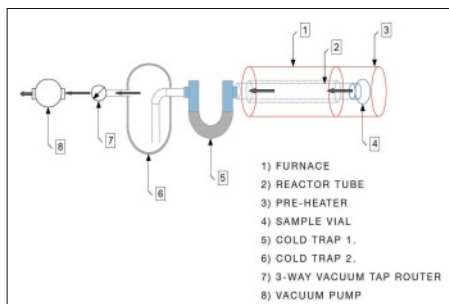 1
2
3
4
5
6
7
8
1) FURNACE
2) REACTOR TUBE
3) PRE-HEATER
4) SAMPLE VIAL
5) COLD TRAP 1.
6) COLD TRAP 2.
7) 3-WAY VACUUM TAP ROUTER
8) VACUUM PUMP